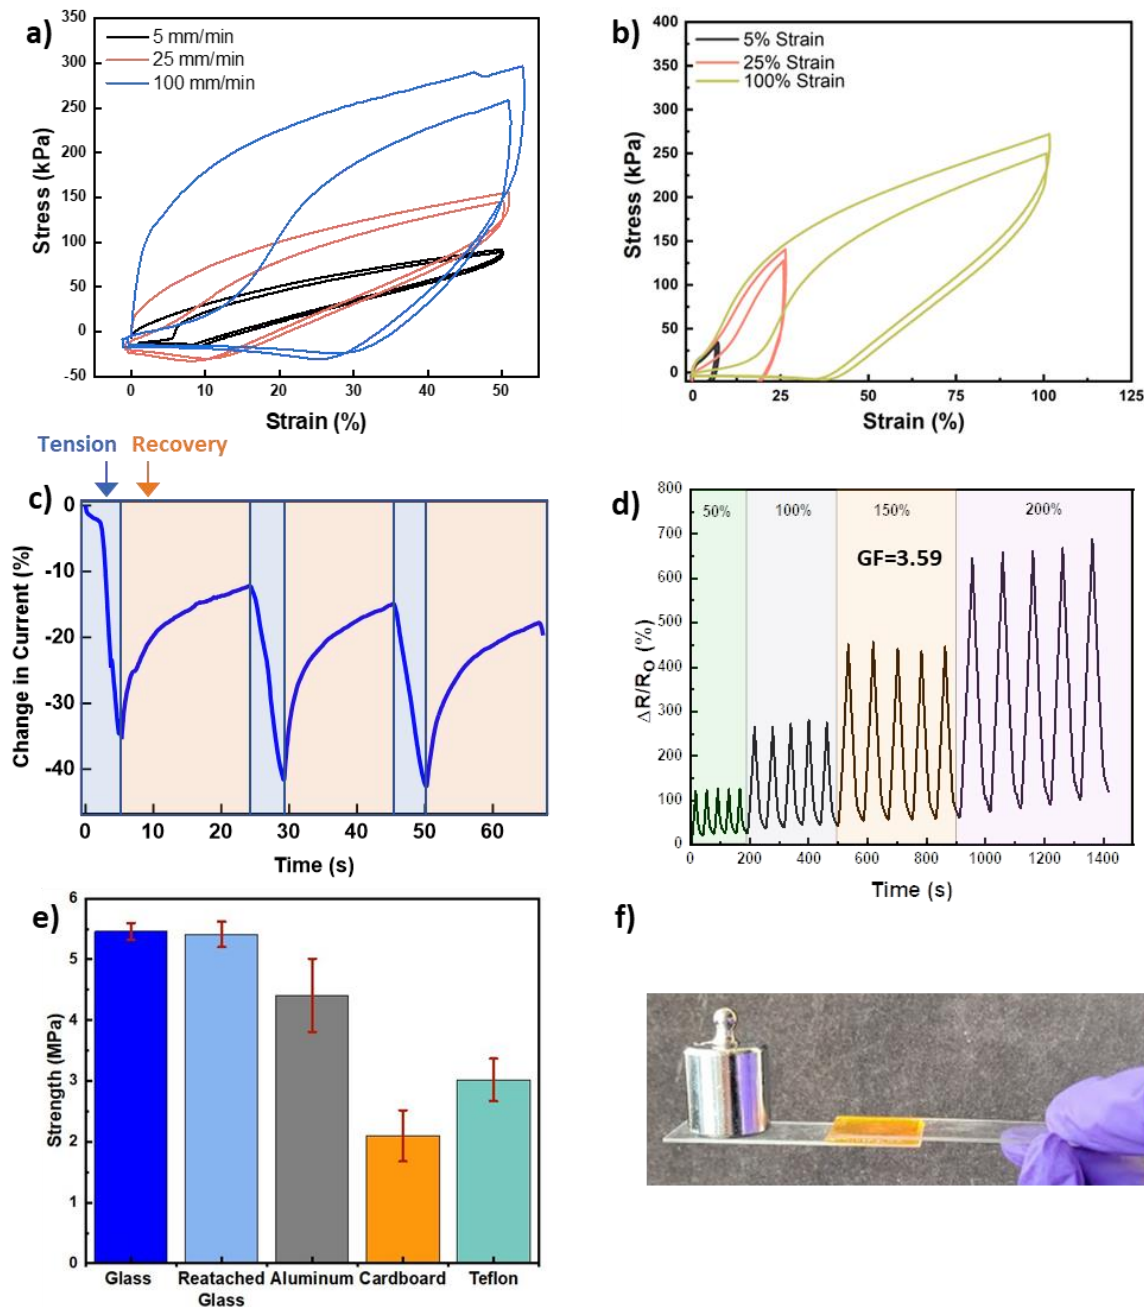 a)
5 mm/min
25 mm/min
100 mm/min
350
300
250
200
150
100
50
0
-50
Stress (kPa)
0 10 20 30 40 50
Strain (%)
b)
5% Strain
25% Strain
100% Strain
400
350
300
250
200
150
100
50
0
Stress (kPa)
0 25 50 75 100 125
Strain (%)
Tension Recovery
c)
0
-10
-20
-30
-40
Change in Current (%)
0 10 20 30 40 50 60
Time (s)
d)
50% 100% 150% 200%
GF=3.59
800
700
600
500
400
300
200
100
0
ΔR/RO (%)
0 200 400 600 800 1000 1200 1400
Time (s)
e)
6
5
4
3
2
1
0
Strength (MPa)
Glass Reatached Aluminum Cardboard Teflon
Glass
f)